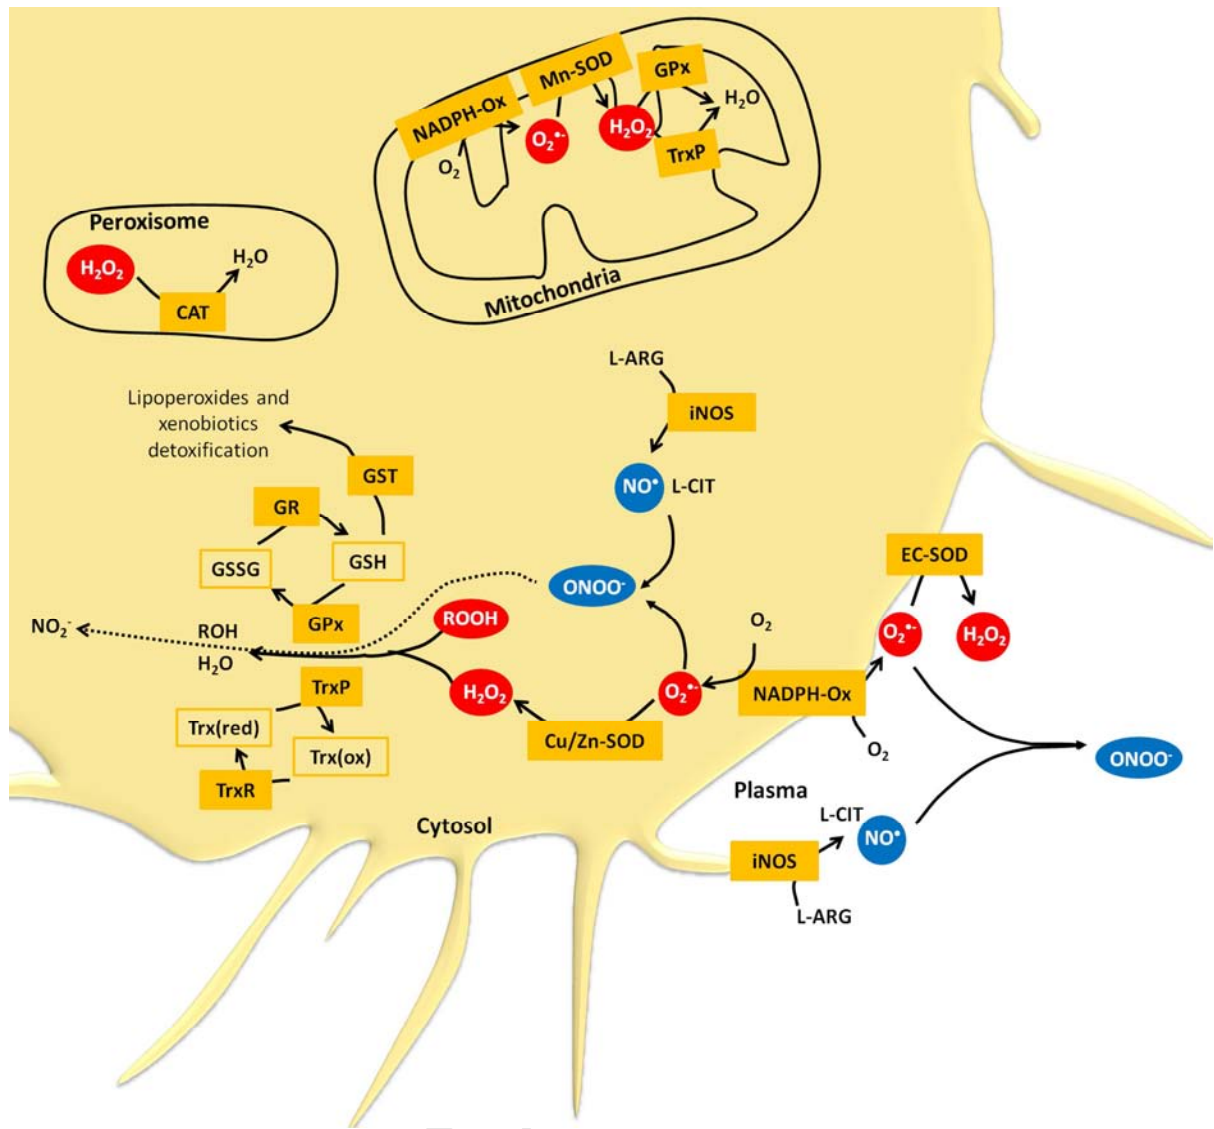 Mn-SOD
GPx
NADPH-Ox
O₂•-
H₂O₂
H₂O
O₂
TrxP
Mitochondria
Peroxisome
H₂O₂
H₂O
CAT
L-ARG
iNOS
NO•
L-CIT
Lipoperoxides and
xenobiotics
detoxification
GST
GR
GSSG
GSH
GPx
ONOO⁻
NO₂⁻
ROH
H₂O
ROOH
H₂O₂
O₂•-
O₂
TrxP
Trx(red)
Trx(ox)
TrxR
Cu/Zn-SOD
NADPH-Ox
O₂
EC-SOD
O₂•-
H₂O₂
ONOO⁻
Plasma
Cytosol
L-CIT
NO•
iNOS
L-ARG